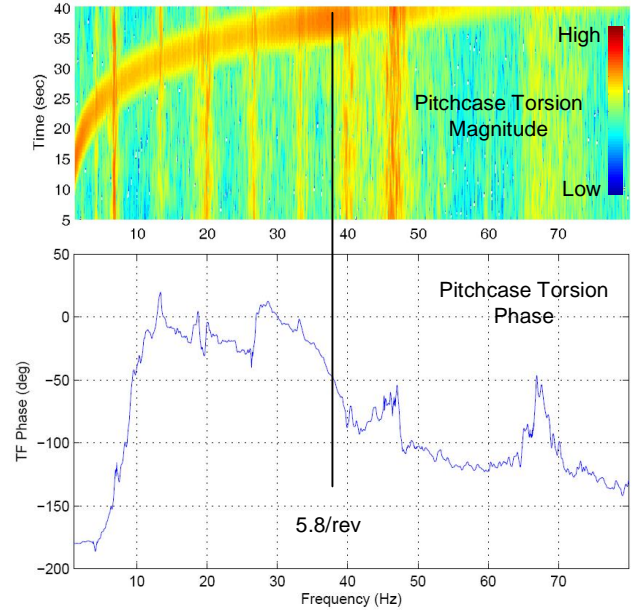 40
35
30
25
20
15
10
5
Time (sec)
High
Pitchcase Torsion
Magnitude
Low
10 20 30 40 50 60 70
50
0
−50
−100
−150
−200
TF Phase (deg)
Pitchcase Torsion
Phase
5.8/rev
10 20 30 40 50 60 70
Frequency (Hz)